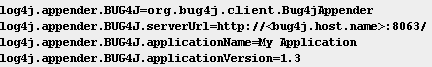 log4j.appender.BUG4J=org.bug4j.client.Bug4jAppender
log4j.appender.BUG4J.serverUrl=http://<bug4j.host.name>:8063/
log4j.appender.BUG4J.applicationName=My Application
log4j.appender.BUG4J.applicationVersion=1.3